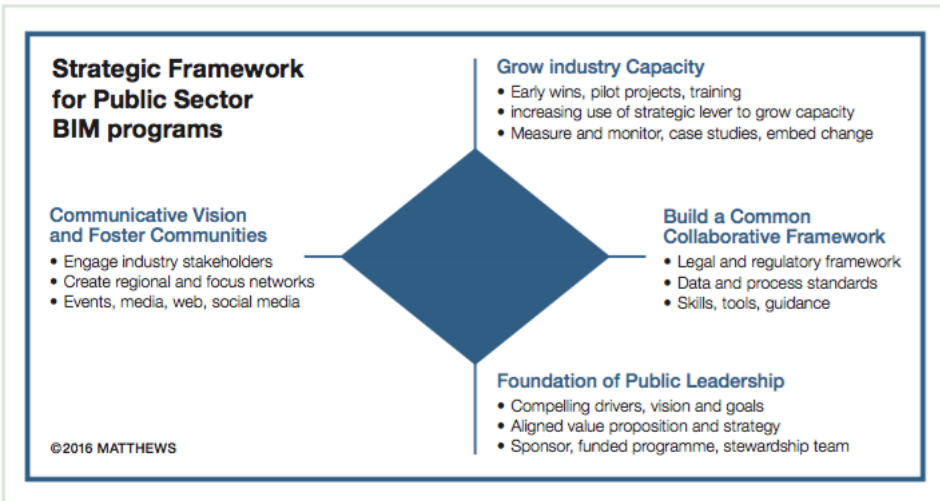 Strategic Framework
for Public Sector
BIM programs
Grow industry Capacity
• Early wins, pilot projects, training
• increasing use of strategic lever to grow capacity
• Measure and monitor, case studies, embed change
Communicative Vision
and Foster Communities
• Engage industry stakeholders
• Create regional and focus networks
• Events, media, web, social media
Build a Common
Collaborative Framework
• Legal and regulatory framework
• Data and process standards
• Skills, tools, guidance
Foundation of Public Leadership
• Compelling drivers, vision and goals
• Aligned value proposition and strategy
• Sponsor, funded programme, stewardship team
©2016 MATTHEWS